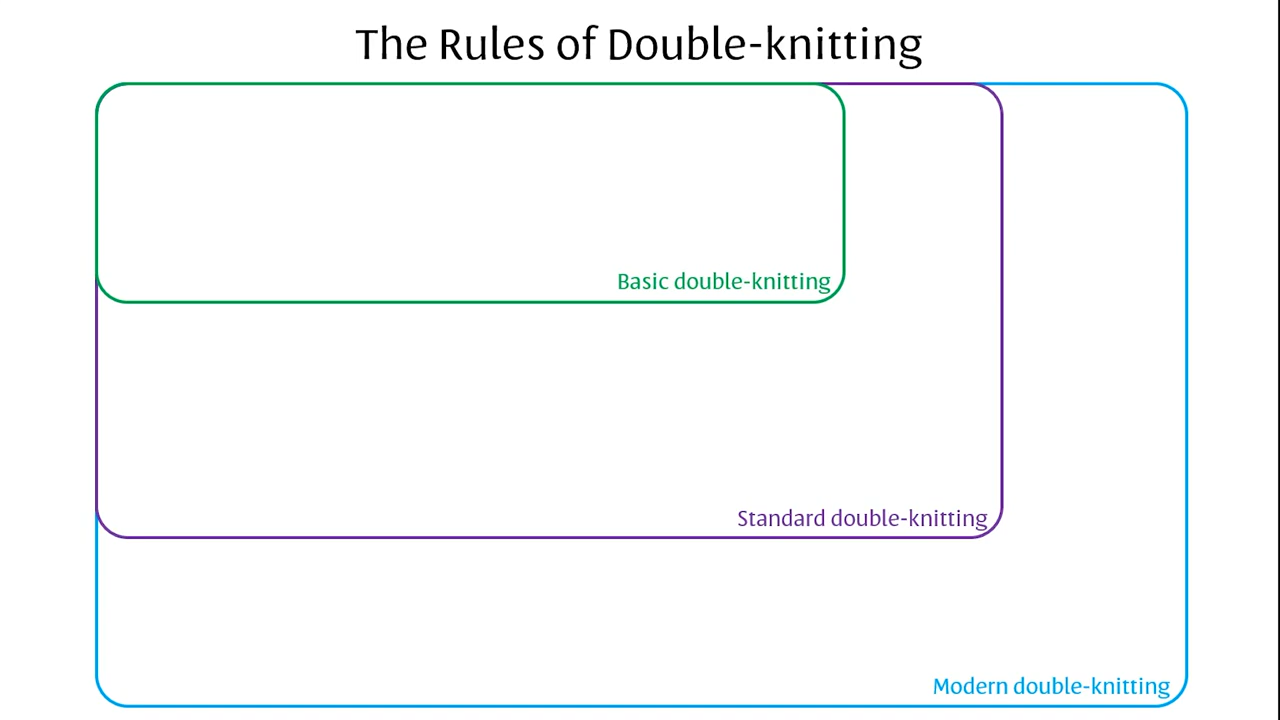 The Rules of Double-knitting
Basic double-knitting
Standard double-knitting
Modern double-knitting